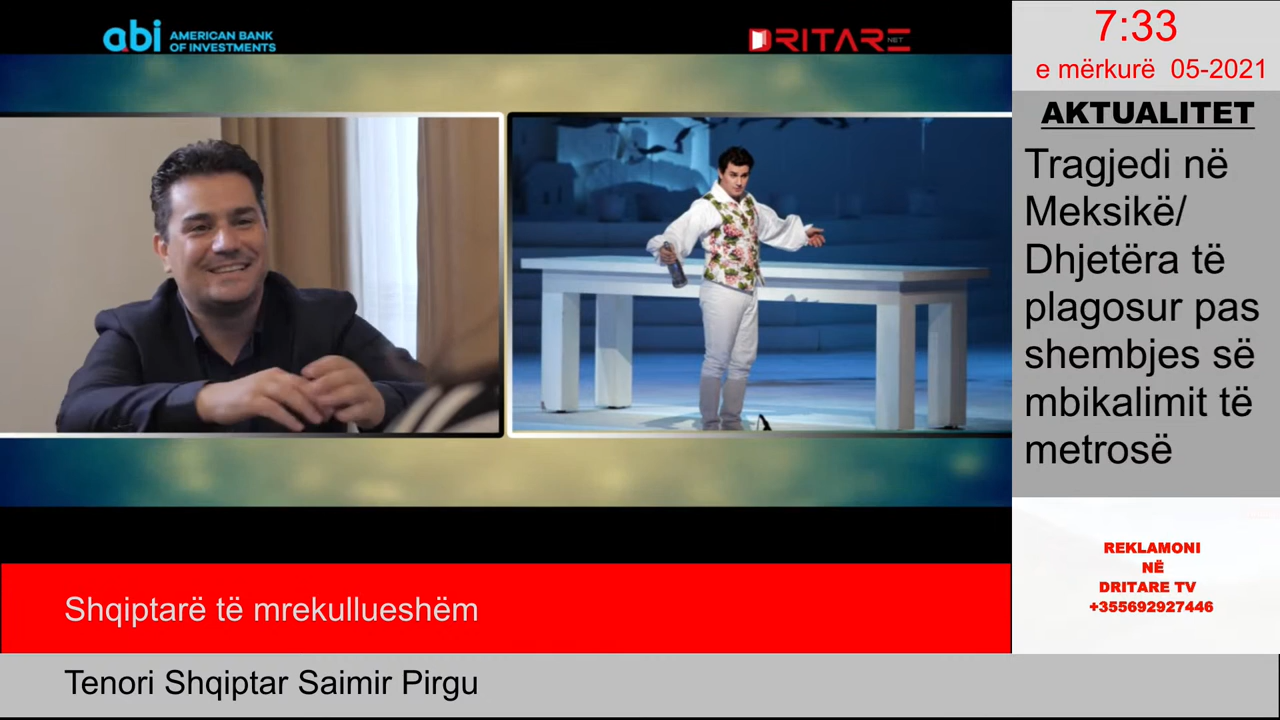 abi AMERICAN BANK
OF INVESTMENTS
DRITARE NET
7:33
e mërkurë 05-2021
AKTUALITET
Tragjedi në
Meksikë/
Dhjetëra të
plagosur pas
shembjes së
mbikalimit të
metrosë
REKLAMONI
NË
DRITARE TV
+355692927446
Shqiptarë të mrekullueshëm
Tenori Shqiptar Saimir Pirgu